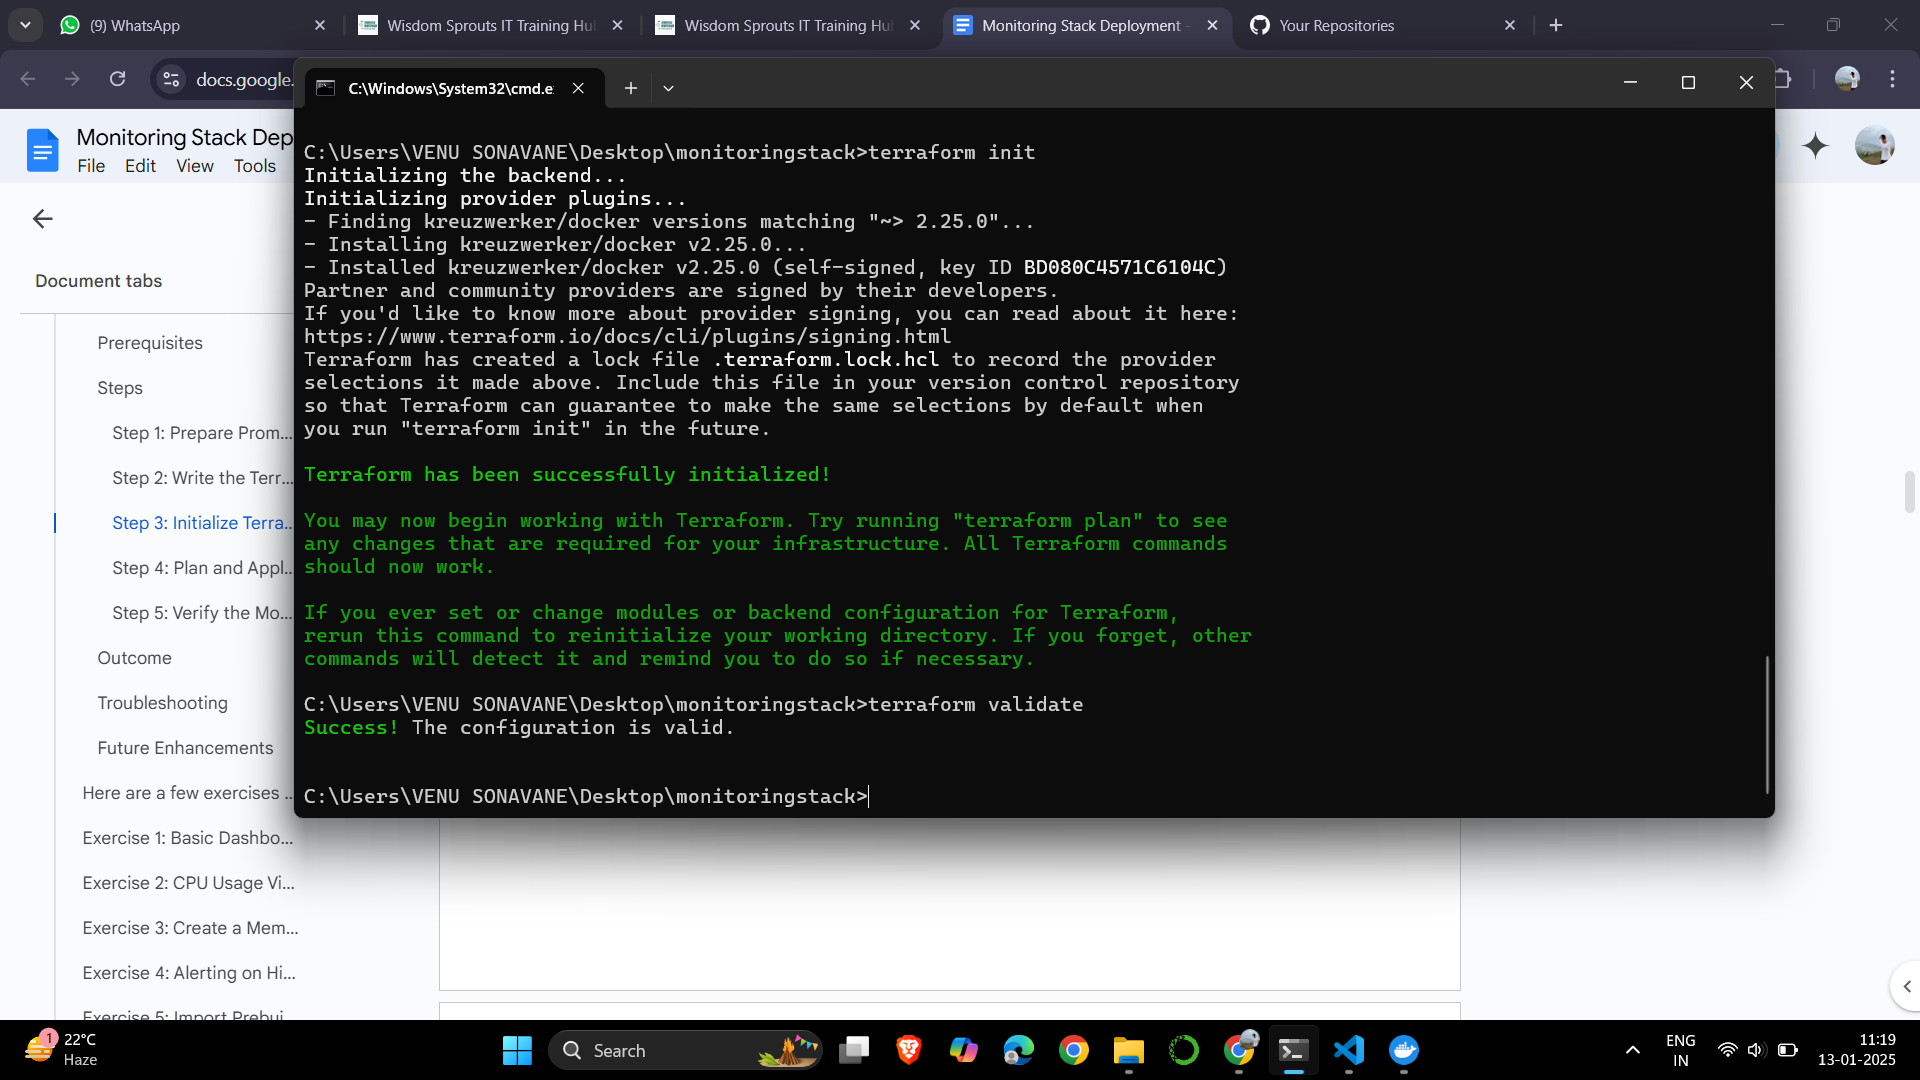 (9) WhatsApp
Wisdom Sprouts IT Training Hu
Wisdom Sprouts IT Training Hu
Monitoring Stack Deployment -
Your Repositories
docs.google.
C:\Windows\System32\cmd.e
Monitoring Stack Dep
File Edit View Tools
Document tabs
Prerequisites
Steps
Step 1: Prepare Prom...
Step 2: Write the Terr...
Step 3: Initialize Terra...
Step 4: Plan and Appl...
Step 5: Verify the Mo...
Outcome
Troubleshooting
Future Enhancements
Here are a few exercises ...
Exercise 1: Basic Dashbo...
Exercise 2: CPU Usage Vi...
Exercise 3: Create a Mem...
Exercise 4: Alerting on Hi...
Exercise 5: Import Prebui
C:\Users\VENU SONAVANE\Desktop\monitoringstack>terraform init
Initializing the backend...
Initializing provider plugins...
- Finding kreuzwerker/docker versions matching "~> 2.25.0"...
- Installing kreuzwerker/docker v2.25.0...
- Installed kreuzwerker/docker v2.25.0 (self-signed, key ID BD080C4571C6104C)
Partner and community providers are signed by their developers.
If you'd like to know more about provider signing, you can read about it here:
https://www.terraform.io/docs/cli/plugins/signing.html
Terraform has created a lock file .terraform.lock.hcl to record the provider
selections it made above. Include this file in your version control repository
so that Terraform can guarantee to make the same selections by default when
you run "terraform init" in the future.
Terraform has been successfully initialized!
You may now begin working with Terraform. Try running "terraform plan" to see
any changes that are required for your infrastructure. All Terraform commands
should now work.
If you ever set or change modules or backend configuration for Terraform,
rerun this command to reinitialize your working directory. If you forget, other
commands will detect it and remind you to do so if necessary.
C:\Users\VENU SONAVANE\Desktop\monitoringstack>terraform validate
Success! The configuration is valid.
C:\Users\VENU SONAVANE\Desktop\monitoringstack>
1
22°C
Haze
Search
ENG
IN
11:19
13-01-2025